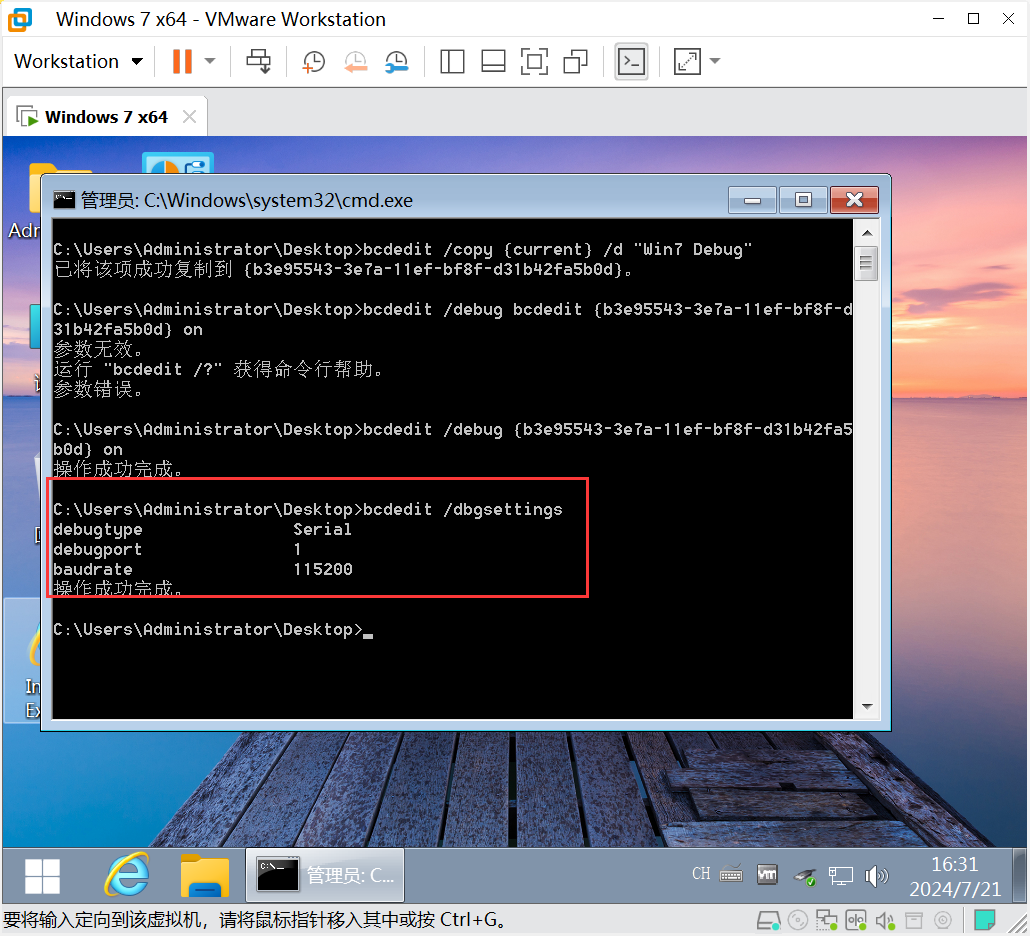 Windows 7 x64 - VMware Workstation
Workstation
Windows 7 x64
管理员: C:\Windows\system32\cmd.exe
C:\Users\Administrator\Desktop>bcdedit /copy {current} /d "Win7 Debug"
已将该项成功复制到 {b3e95543-3e7a-11ef-bf8f-d31b42fa5b0d}。
C:\Users\Administrator\Desktop>bcdedit /debug bcdedit {b3e95543-3e7a-11ef-bf8f-d
31b42fa5b0d} on
参数无效。
运行 "bcdedit /?" 获得命令行帮助。
参数错误。
C:\Users\Administrator\Desktop>bcdedit /debug {b3e95543-3e7a-11ef-bf8f-d31b42fa5
b0d} on
操作成功完成。
C:\Users\Administrator\Desktop>bcdedit /dbgsettings
debugtype Serial
debugport 1
baudrate 115200
操作成功完成。
C:\Users\Administrator\Desktop>
管理员: C...
CH
16:31
2024/7/21
要将输入定向到该虚拟机，请将鼠标指针移入其中或按 Ctrl+G。